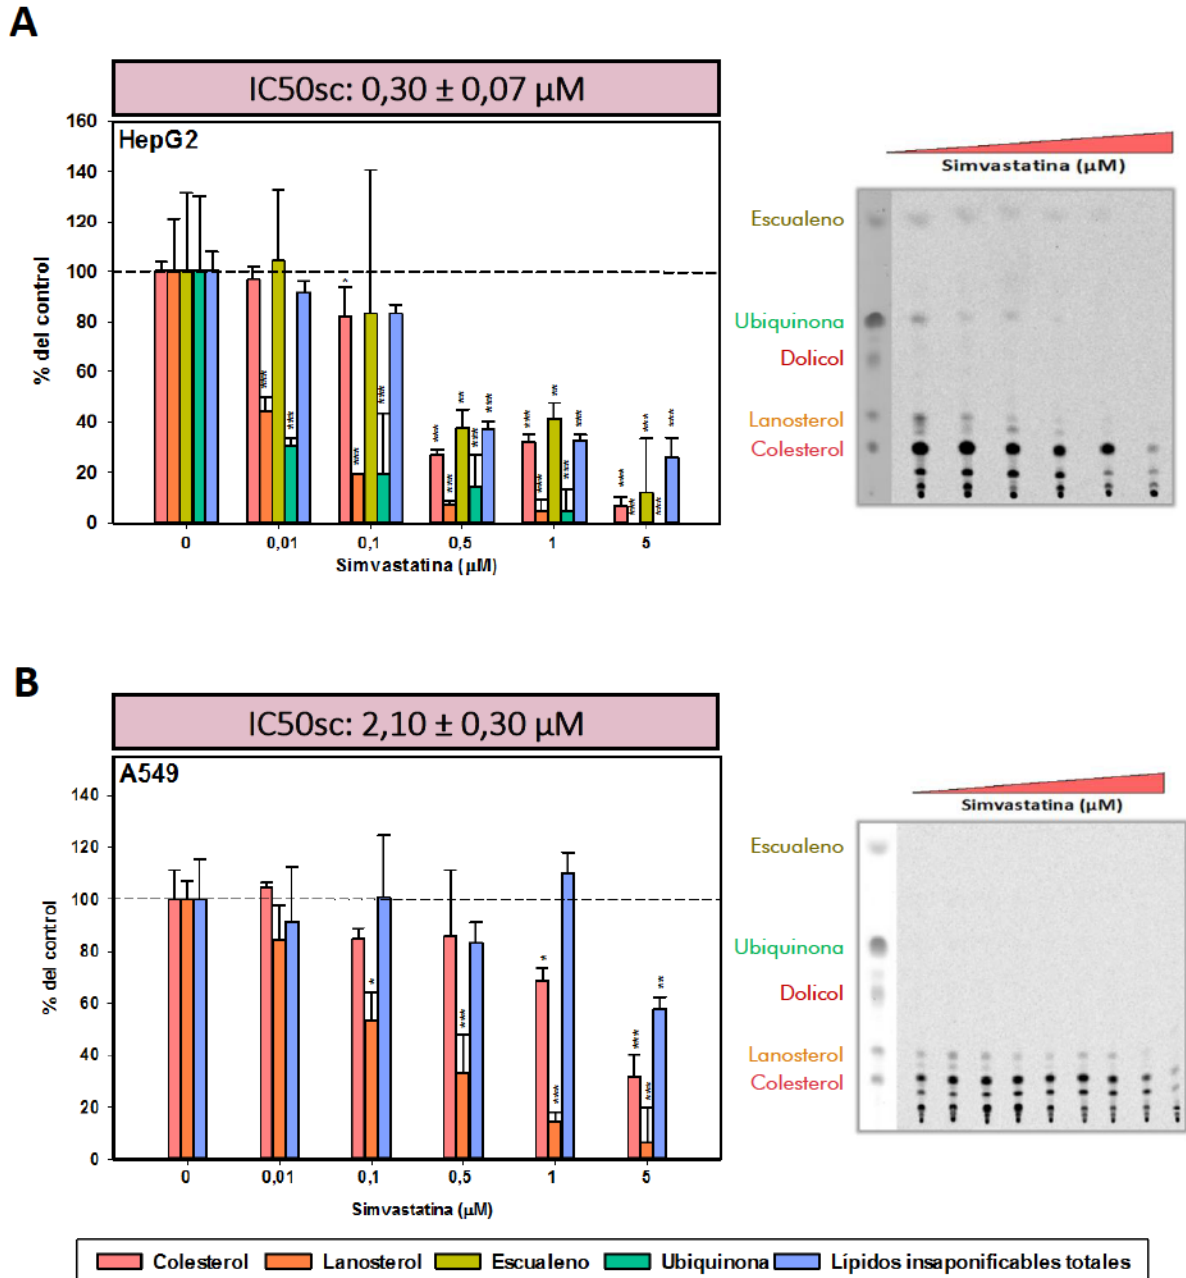 A
IC50sc: 0,30 ± 0,07 µM
HepG2
160
140
120
100
80
60
40
20
0
% del control
0 0,01 0,1 0,5 1 5
Simvastatina (µM)
Simvastatina (µM)
Escualeno
Ubiquinona
Dolicol
Lanosterol
Colesterol
B
IC50sc: 2,10 ± 0,30 µM
A549
140
120
100
80
60
40
20
0
% del control
0 0,01 0,1 0,5 1 5
Simvastatina (µM)
Simvastatina (µM)
Escualeno
Ubiquinona
Dolicol
Lanosterol
Colesterol
Colesterol Lanosterol Escualeno Ubiquinona Lípidos insaponificables totales